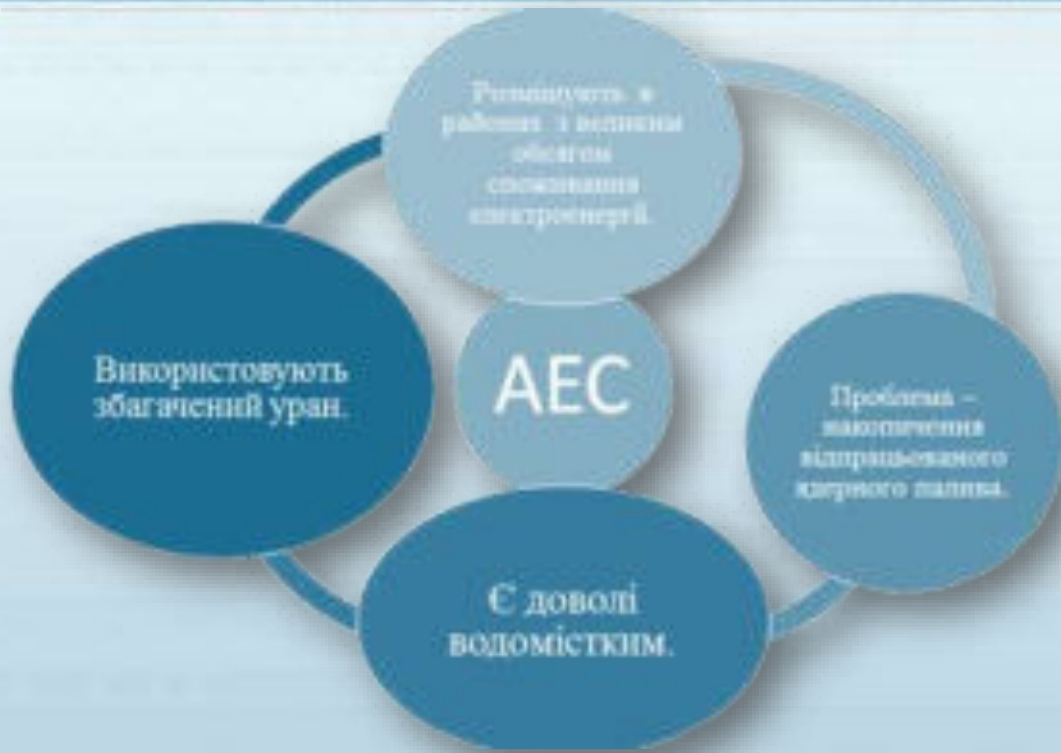 Розміщують в
районах з великим
обсягом
споживання
електроенергії.
Використовують
збагачений уран.
АЕС
Проблема –
накопичення
відпрацьованого
ядерного палива.
Є доволі
водомістким.